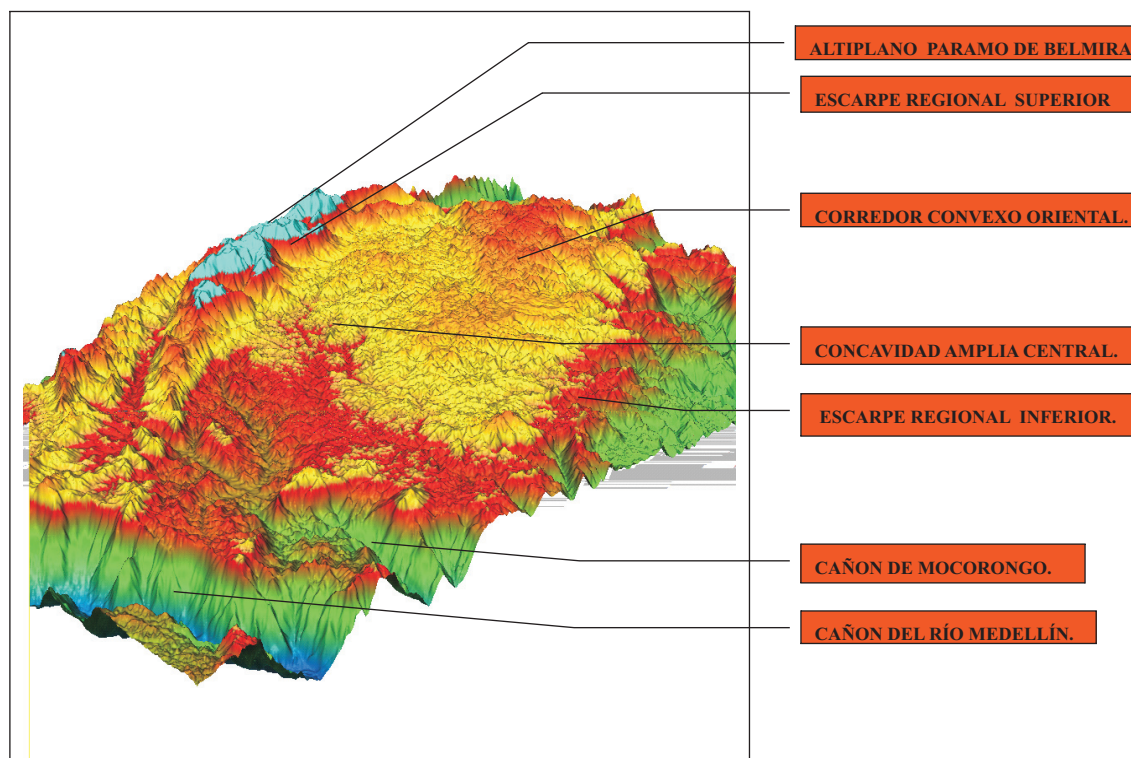 ALTIPLANO PARAMO DE BELMIRA
ESCARPE REGIONAL SUPERIOR
CORREDOR CONVEXO ORIENTAL.
CONCAVIDAD AMPLIA CENTRAL.
ESCARPE REGIONAL INFERIOR.
CAÑON DE MOCORONGO.
CAÑON DEL RÍO MEDELLÍN.